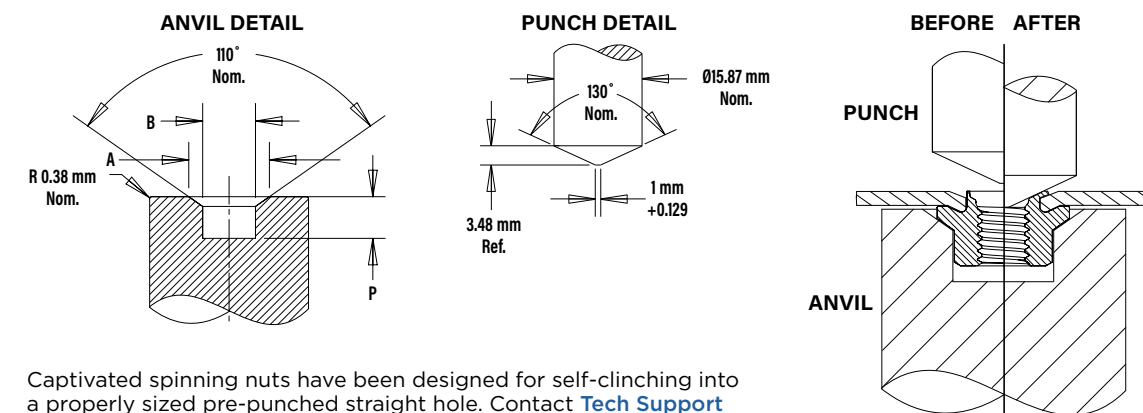 ANVIL DETAIL
110˚
Nom.
B
A
R 0.38 mm
Nom.
P
PUNCH DETAIL
Ø15.87 mm
Nom.
130˚
Nom.
3.48 mm
Ref.
1 mm
+0.129
BEFORE AFTER
PUNCH
ANVIL
Captivated spinning nuts have been designed for self-clinching into
a properly sized pre-punched straight hole. Contact Tech Support